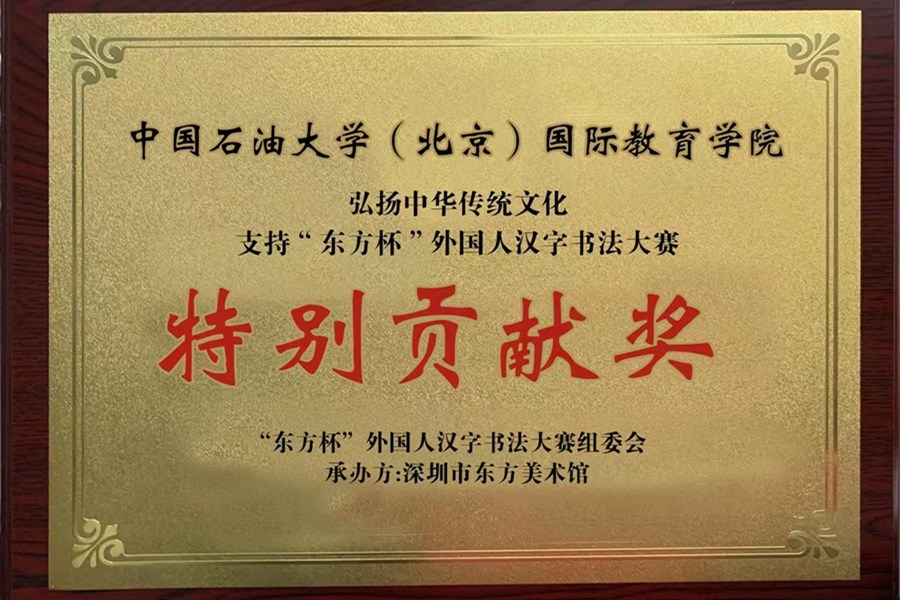 中国石油大学（北京）国际教育学院
弘扬中华传统文化
支持“东方杯”外国人汉字书法大赛
特别贡献奖
“东方杯”外国人汉字书法大赛组委会
承办方:深圳市东方美术馆